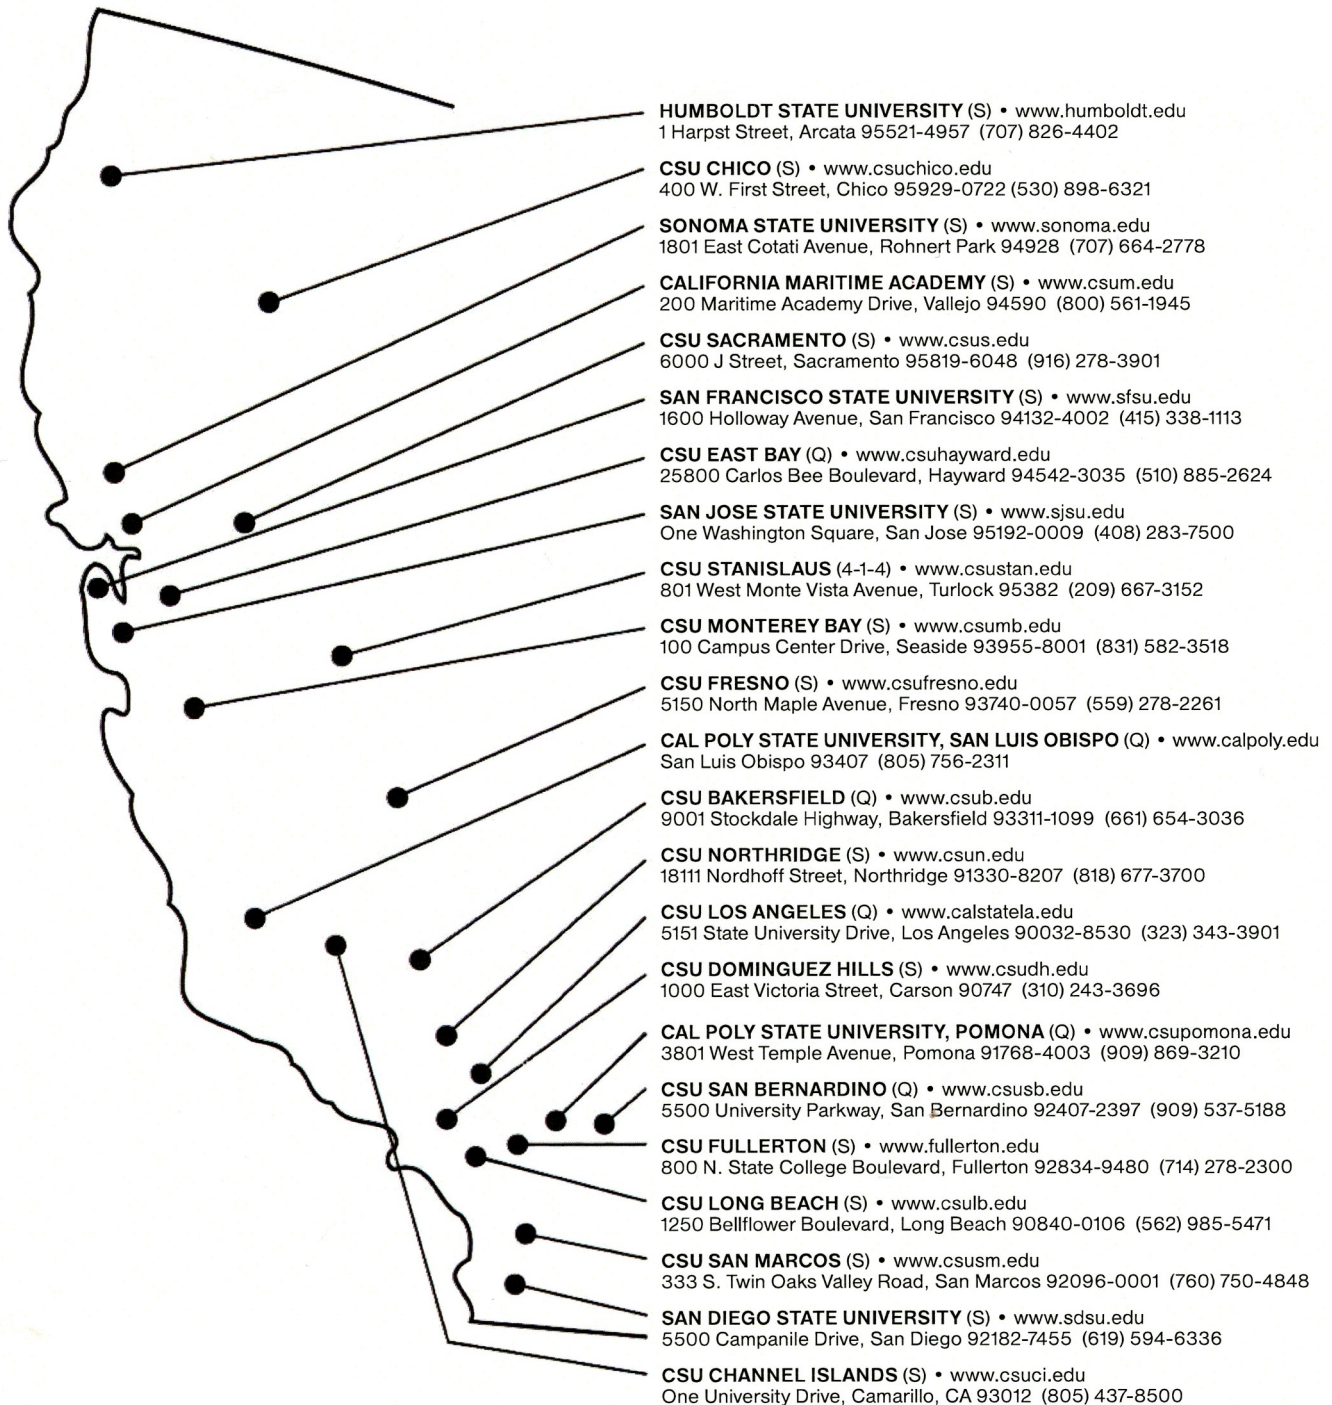 HUMBOLDT STATE UNIVERSITY (S) • www.humboldt.edu
1 Harpst Street, Arcata 95521-4957 (707) 826-4402
CSU CHICO (S) • www.csuchico.edu
400 W. First Street, Chico 95929-0722 (530) 898-6321
SONOMA STATE UNIVERSITY (S) • www.sonoma.edu
1801 East Cotati Avenue, Rohnert Park 94928 (707) 664-2778
CALIFORNIA MARITIME ACADEMY (S) • www.csum.edu
200 Maritime Academy Drive, Vallejo 94590 (800) 561-1945
CSU SACRAMENTO (S) • www.csus.edu
6000 J Street, Sacramento 95819-6048 (916) 278-3901
SAN FRANCISCO STATE UNIVERSITY (S) • www.sfsu.edu
1600 Holloway Avenue, San Francisco 94132-4002 (415) 338-1113
CSU EAST BAY (Q) • www.csuhayward.edu
25800 Carlos Bee Boulevard, Hayward 94542-3035 (510) 885-2624
SAN JOSE STATE UNIVERSITY (S) • www.sjsu.edu
One Washington Square, San Jose 95192-0009 (408) 283-7500
CSU STANISLAUS (4-1-4) • www.csustan.edu
801 West Monte Vista Avenue, Turlock 95382 (209) 667-3152
CSU MONTEREY BAY (S) • www.csumb.edu
100 Campus Center Drive, Seaside 93955-8001 (831) 582-3518
CSU FRESNO (S) • www.csufresno.edu
5150 North Maple Avenue, Fresno 93740-0057 (559) 278-2261
CAL POLY STATE UNIVERSITY, SAN LUIS OBISPO (Q) • www.calpoly.edu
San Luis Obispo 93407 (805) 756-2311
CSU BAKERSFIELD (Q) • www.csub.edu
9001 Stockdale Highway, Bakersfield 93311-1099 (661) 654-3036
CSU NORTHRIDGE (S) • www.csun.edu
18111 Nordhoff Street, Northridge 91330-8207 (818) 677-3700
CSU LOS ANGELES (Q) • www.calstatela.edu
5151 State University Drive, Los Angeles 90032-8530 (323) 343-3901
CSU DOMINGUEZ HILLS (S) • www.csudh.edu
1000 East Victoria Street, Carson 90747 (310) 243-3696
CAL POLY STATE UNIVERSITY, POMONA (Q) • www.csupomona.edu
3801 West Temple Avenue, Pomona 91768-4003 (909) 869-3210
CSU SAN BERNARDINO (Q) • www.csusb.edu
5500 University Parkway, San Bernardino 92407-2397 (909) 537-5188
CSU FULLERTON (S) • www.fullerton.edu
800 N. State College Boulevard, Fullerton 92834-9480 (714) 278-2300
CSU LONG BEACH (S) • www.csulb.edu
1250 Bellflower Boulevard, Long Beach 90840-0106 (562) 985-5471
CSU SAN MARCOS (S) • www.csusm.edu
333 S. Twin Oaks Valley Road, San Marcos 92096-0001 (760) 750-4848
SAN DIEGO STATE UNIVERSITY (S) • www.sdsu.edu
5500 Campanile Drive, San Diego 92182-7455 (619) 594-6336
CSU CHANNEL ISLANDS (S) • www.csuci.edu
One University Drive, Camarillo, CA 93012 (805) 437-8500